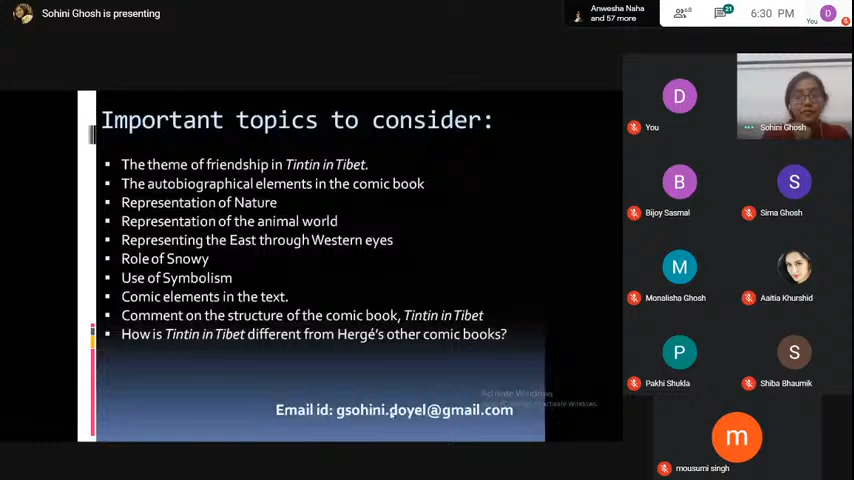 Sohini Ghosh is presenting
Anwesha Naha
and 57 more
68
21
6:30 PM
D
You
Important topics to consider:
The theme of friendship in Tintin in Tibet.
The autobiographical elements in the comic book
Representation of Nature
Representation of the animal world
Representing the East through Western eyes
Role of Snowy
Use of Symbolism
Comic elements in the text.
Comment on the structure of the comic book, Tintin in Tibet
How is Tintin in Tibet different from Hergé's other comic books?
Activate Windows
Email id: gsohini.doyel@gmail.com
D
You
Sohini Ghosh
B
Bijoy Sasmal
S
Sima Ghosh
M
Monalisha Ghosh
Aaitia Khurshid
P
Pakhi Shukla
S
Shiba Bhaumik
m
mousumi singh